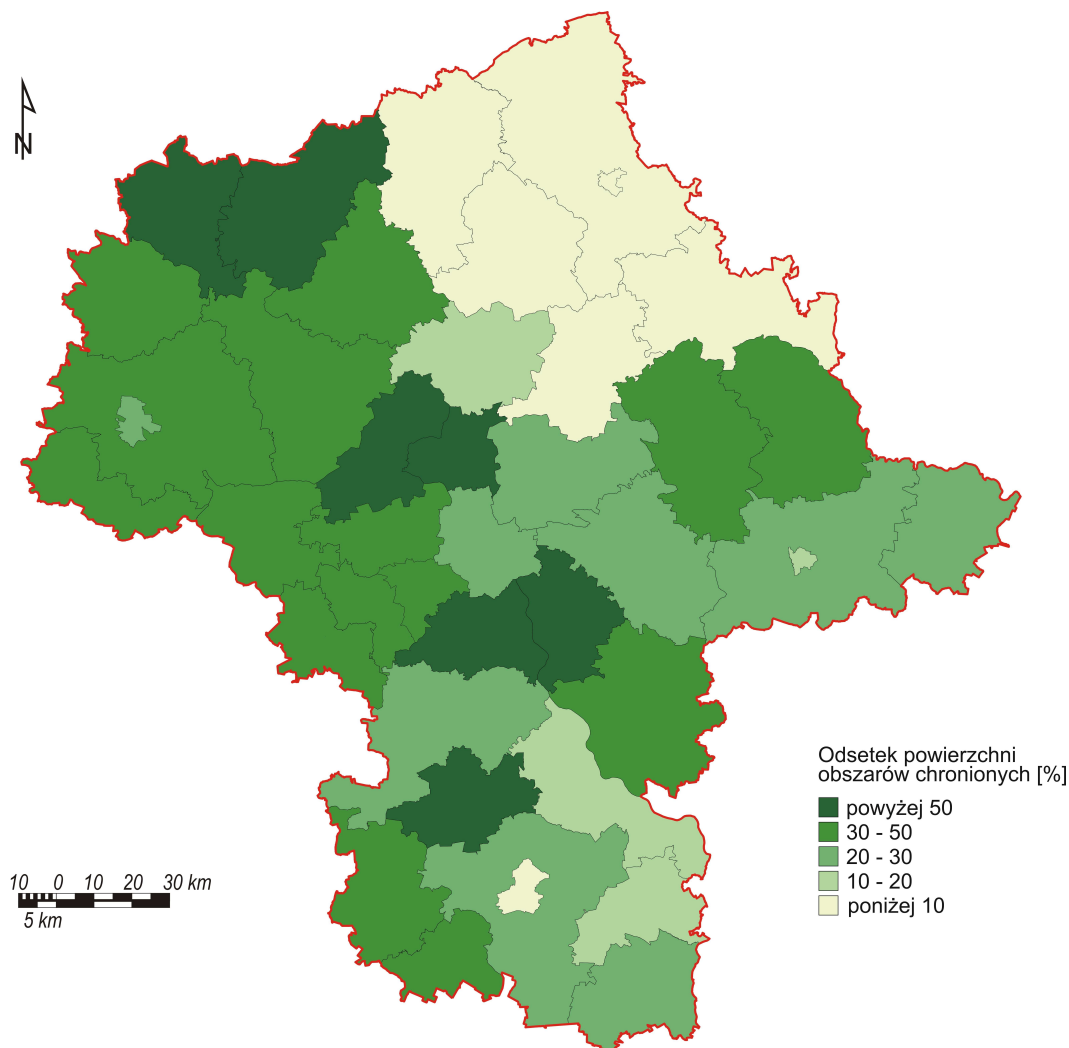 N
Odsetek powierzchni
obszarów chronionych [%]
powyżej 50
30 - 50
20 - 30
10 - 20
poniżej 10
10 0 10 20 30 km
5 km